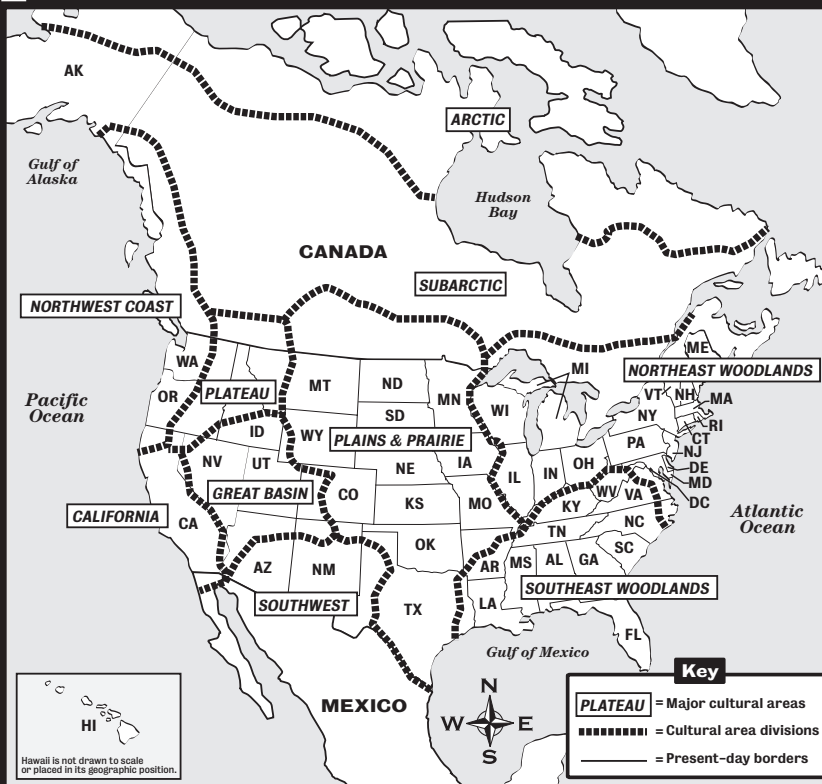 AK
ARCTIC
Gulf of
Alaska
Hudson
Bay
CANADA
SUBARCTIC
NORTHWEST COAST
ME
WA
MI
NORTHEAST WOODLANDS
MT
ND
MN
OR
PLATEAU
VT
NH
MA
Pacific
Ocean
WI
NY
SD
RI
ID
WY
PLAINS & PRAIRIE
CT
PA
NJ
NV
UT
NE
IA
IL
IN
OH
DE
MD
GREAT BASIN
CO
WV
VA
DC
KS
MO
KY
Atlantic
Ocean
CALIFORNIA
CA
NC
TN
OK
SC
AZ
NM
AR
MS
AL
GA
SOUTHEAST WOODLANDS
SOUTHWEST
LA
TX
FL
Gulf of Mexico
Key
N
W
E
S
MEXICO
PLATEAU
= Major cultural areas
= Cultural area divisions
= Present-day borders
HI
Hawaii is not drawn to scale
or placed in its geographic position.